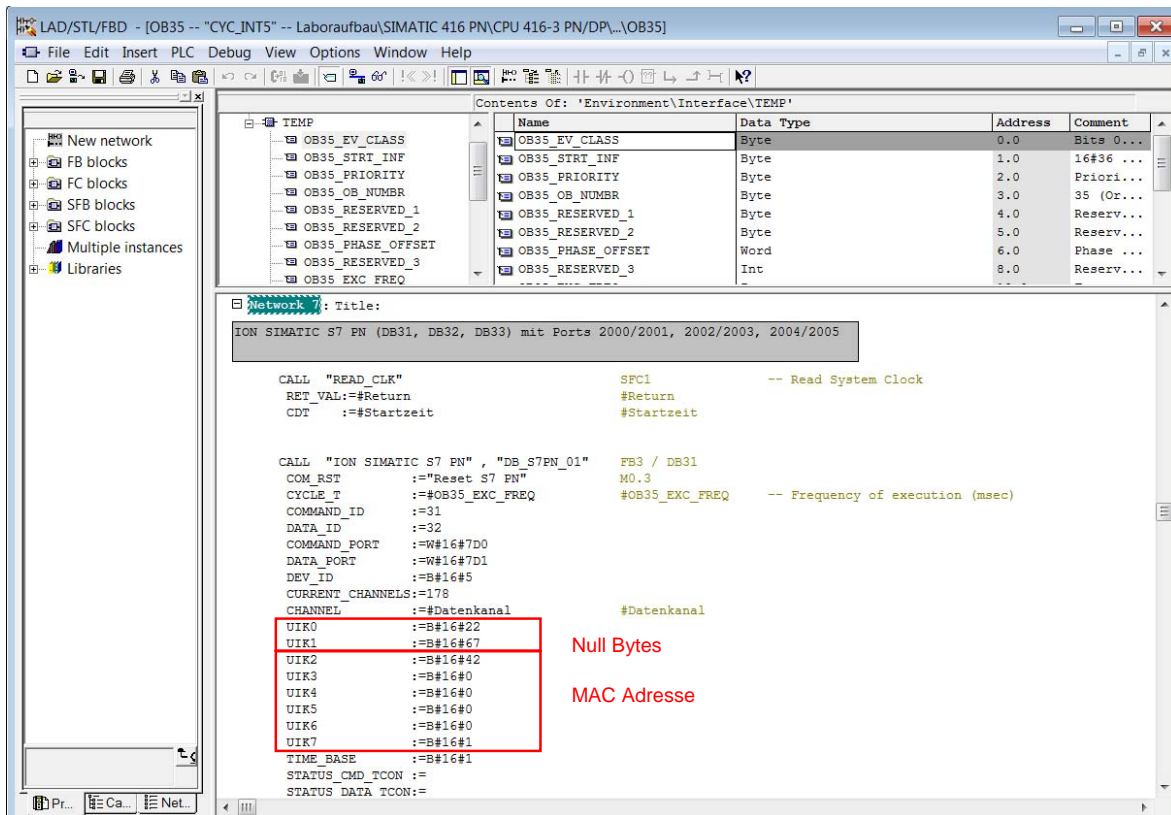 LAD/STL/FBD - [OB35 -- "CYC_INT5" -- Laboraufbau\SIMATIC 416 PN\CPU 416-3 PN/DP\...\OB35]
File Edit Insert PLC Debug View Options Window Help
Contents Of: 'Environment\Interface\TEMP'
New network
FB blocks
FC blocks
SFB blocks
SFC blocks
Multiple instances
Libraries
TEMP
OB35_EV_CLASS
OB35_STRT_INF
OB35_PRIORITY
OB35_OB_NUMBR
OB35_RESERVED_1
OB35_RESERVED_2
OB35_PHASE_OFFSET
OB35_RESERVED_3
OB35 EXC FREQ
Name Data Type Address Comment
OB35_EV_CLASS Byte 0.0 Bits 0...
OB35_STRT_INF Byte 1.0 16#36 ...
OB35_PRIORITY Byte 2.0 Priori...
OB35_OB_NUMBR Byte 3.0 35 (Or...
OB35_RESERVED_1 Byte 4.0 Reserv...
OB35_RESERVED_2 Byte 5.0 Reserv...
OB35_PHASE_OFFSET Word 6.0 Phase ...
OB35_RESERVED_3 Int 8.0 Reserv...
Network 7: Title:
ION SIMATIC S7 PN (DB31, DB32, DB33) mit Ports 2000/2001, 2002/2003, 2004/2005
CALL "READ_CLK" SFC1 -- Read System Clock
RET_VAL:=#Return #Return
CDT :=#Startzeit #Startzeit
CALL "ION SIMATIC S7 PN" , "DB_S7PN_01" FB3 / DB31
COM_RST :="Reset S7 PN" M0.3
CYCLE_T :=#OB35_EXC_FREQ #OB35_EXC_FREQ -- Frequency of execution (msec)
COMMAND_ID :=31
DATA_ID :=32
COMMAND_PORT :=W#16#7D0
DATA_PORT :=W#16#7D1
DEV_ID :=B#16#5
CURRENT_CHANNELS:=178
CHANNEL :=#Datenkanal #Datenkanal
UIK0 :=B#16#22
UIK1 :=B#16#67
Null Bytes
UIK2 :=B#16#42
UIK3 :=B#16#0
UIK4 :=B#16#0
MAC Adresse
UIK5 :=B#16#0
UIK6 :=B#16#0
UIK7 :=B#16#1
TIME_BASE :=B#16#1
STATUS_CMD_TCON :=
STATUS DATA TCON:=
Pr... Ca... Net...